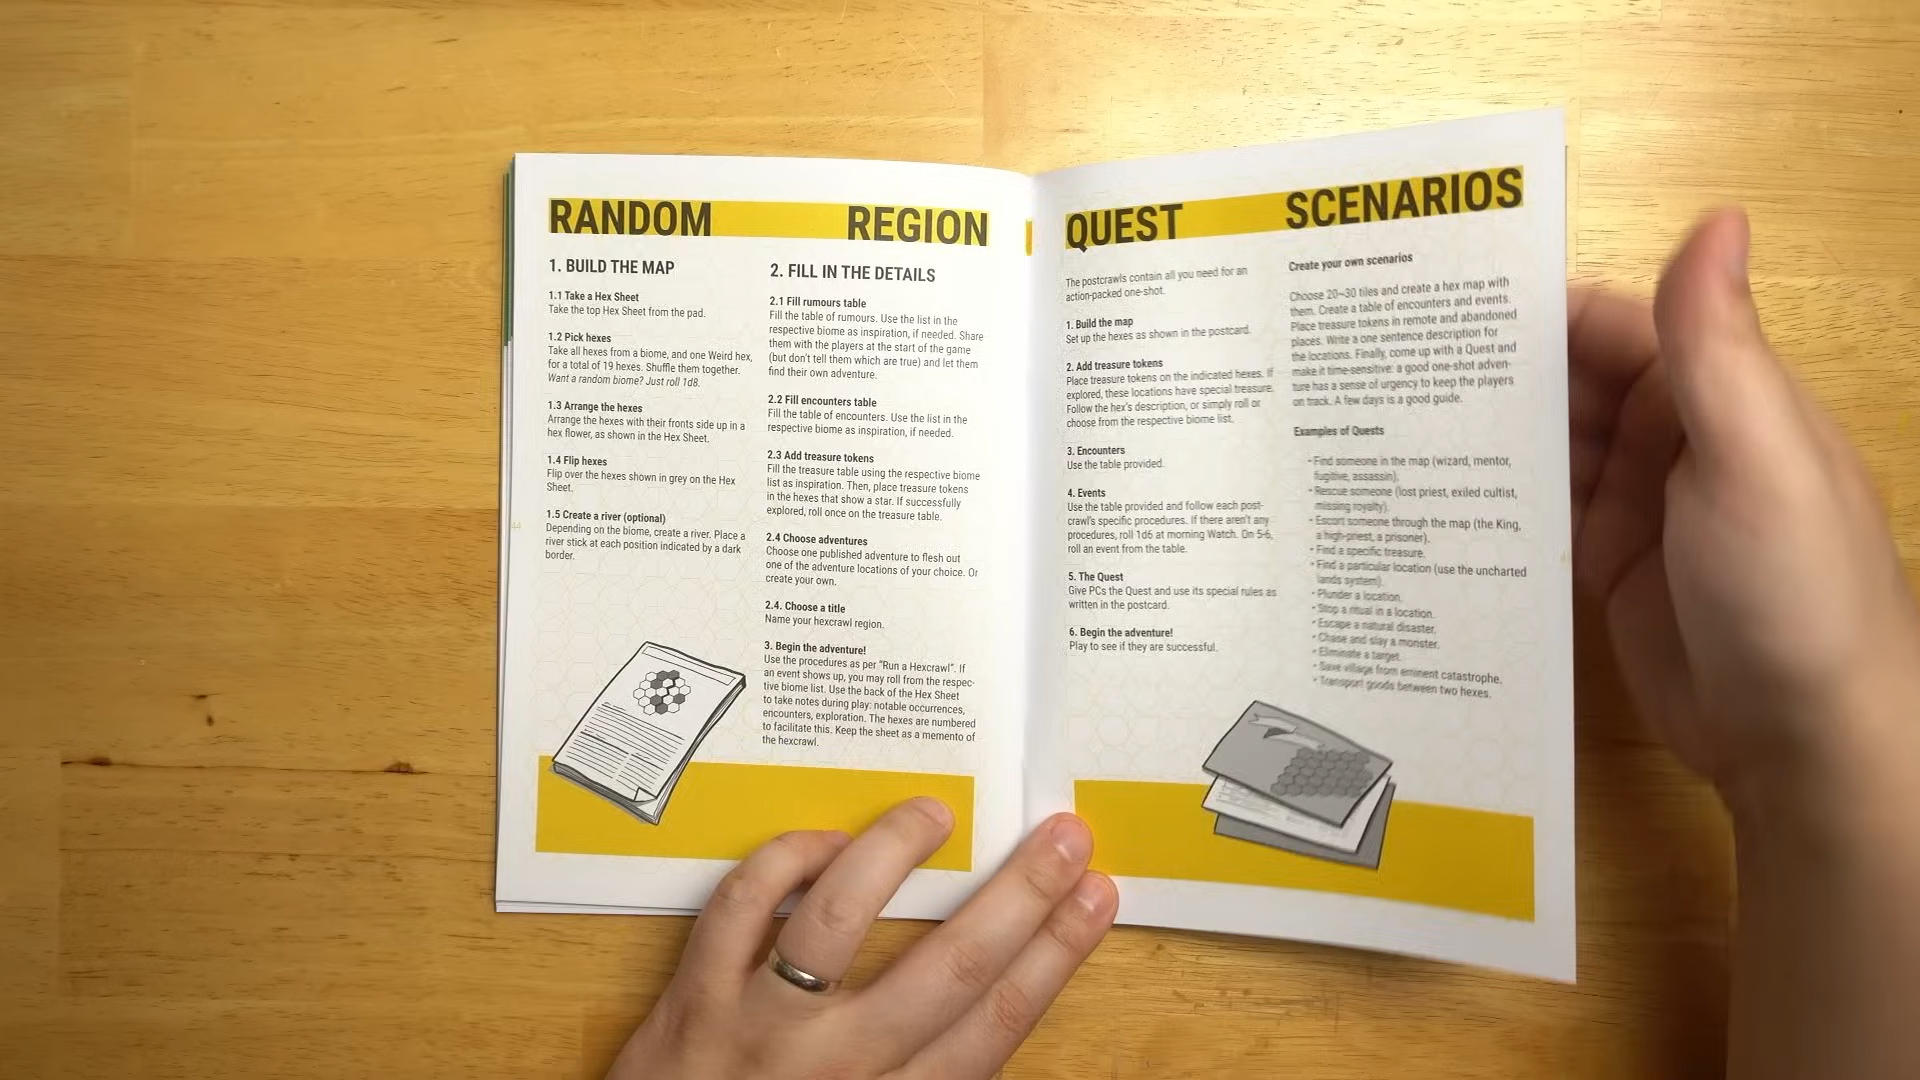 RANDOM REGION
1. BUILD THE MAP
1.1 Take a Hex Sheet
Take the top Hex Sheet from the pad.
1.2 Pick hexes
Take all hexes from a biome, and one Weird hex,
for a total of 19 hexes. Shuffle them together.
Want a random biome? Just roll 1d8.
1.3 Arrange the hexes
Arrange the hexes with their fronts side up in a
hex flower, as shown in the Hex Sheet.
1.4 Flip hexes
Flip over the hexes shown in grey on the Hex
Sheet.
1.5 Create a river (optional)
Depending on the biome, create a river. Place a
river stick at each position indicated by a dark
border.
2. FILL IN THE DETAILS
2.1 Fill rumours table
Fill the table of rumours. Use the list in the
respective biome as inspiration, if needed. Share
them with the players at the start of the game
(but don't tell them which are true) and let them
find their own adventure.
2.2 Fill encounters table
Fill the table of encounters. Use the list in the
respective biome as inspiration, if needed.
2.3 Add treasure tokens
Fill the treasure table using the respective biome
list as inspiration. Then, place treasure tokens
in the hexes that show a star. If successfully
explored, roll once on the treasure table.
2.4 Choose adventures
Choose one published adventure to flesh out
one of the adventure locations of your choice. Or
create your own.
2.4. Choose a title
Name your hexcrawl region.
3. Begin the adventure!
Use the procedures as per "Run a Hexcrawl". If
an event shows up, you may roll from the respec-
tive biome list. Use the back of the Hex Sheet
to take notes during play: notable occurrences,
encounters, exploration. The hexes are numbered
to facilitate this. Keep the sheet as a memento of
the hexcrawl.
44
QUEST SCENARIOS
The postcrawls contain all you need for an
action-packed one-shot.
1. Build the map
Set up the hexes as shown in the postcard.
2. Add treasure tokens
Place treasure tokens on the indicated hexes. If
explored, these locations have special treasure.
Follow the hex's description, or simply roll or
choose from the respective biome list.
3. Encounters
Use the table provided.
4. Events
Use the table provided and follow each post-
crawl's specific procedures. If there aren't any
procedures, roll 1d6 at morning Watch. On 5-6,
roll an event from the table.
5. The Quest
Give PCs the Quest and use its special rules as
written in the postcard.
6. Begin the adventure!
Play to see if they are successful.
Create your own scenarios
Choose 20–30 tiles and create a hex map with
them. Create a table of encounters and events.
Place treasure tokens in remote and abandoned
places. Write a one sentence description for
the locations. Finally, come up with a Quest and
make it time-sensitive: a good one-shot adven-
ture has a sense of urgency to keep the players
on track. A few days is a good guide.
Examples of Quests
• Find someone in the map (wizard, mentor,
fugitive, assassin).
• Rescue someone (lost priest, exiled cultist,
missing royalty).
• Escort someone through the map (the King,
a high-priest, a prisoner).
• Find a specific treasure.
• Find a particular location (use the uncharted
lands system).
• Plunder a location.
• Stop a ritual in a location.
• Escape a natural disaster.
• Chase and slay a monster.
• Eliminate a target.
• Save village from eminent catastrophe.
• Transport goods between two hexes.